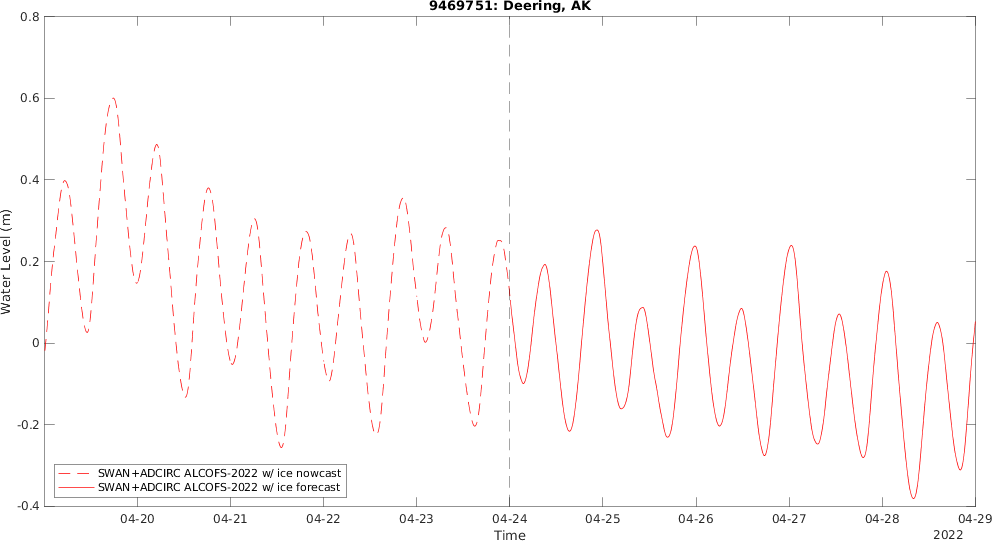 9469751: Deering, AK
0.8
0.6
0.4
0.2
0
-0.2
-0.4
Water Level (m)
SWAN+ADCIRC ALCOFS-2022 w/ ice nowcast
SWAN+ADCIRC ALCOFS-2022 w/ ice forecast
04-20 04-21 04-22 04-23 04-24 04-25 04-26 04-27 04-28 04-29
Time
2022